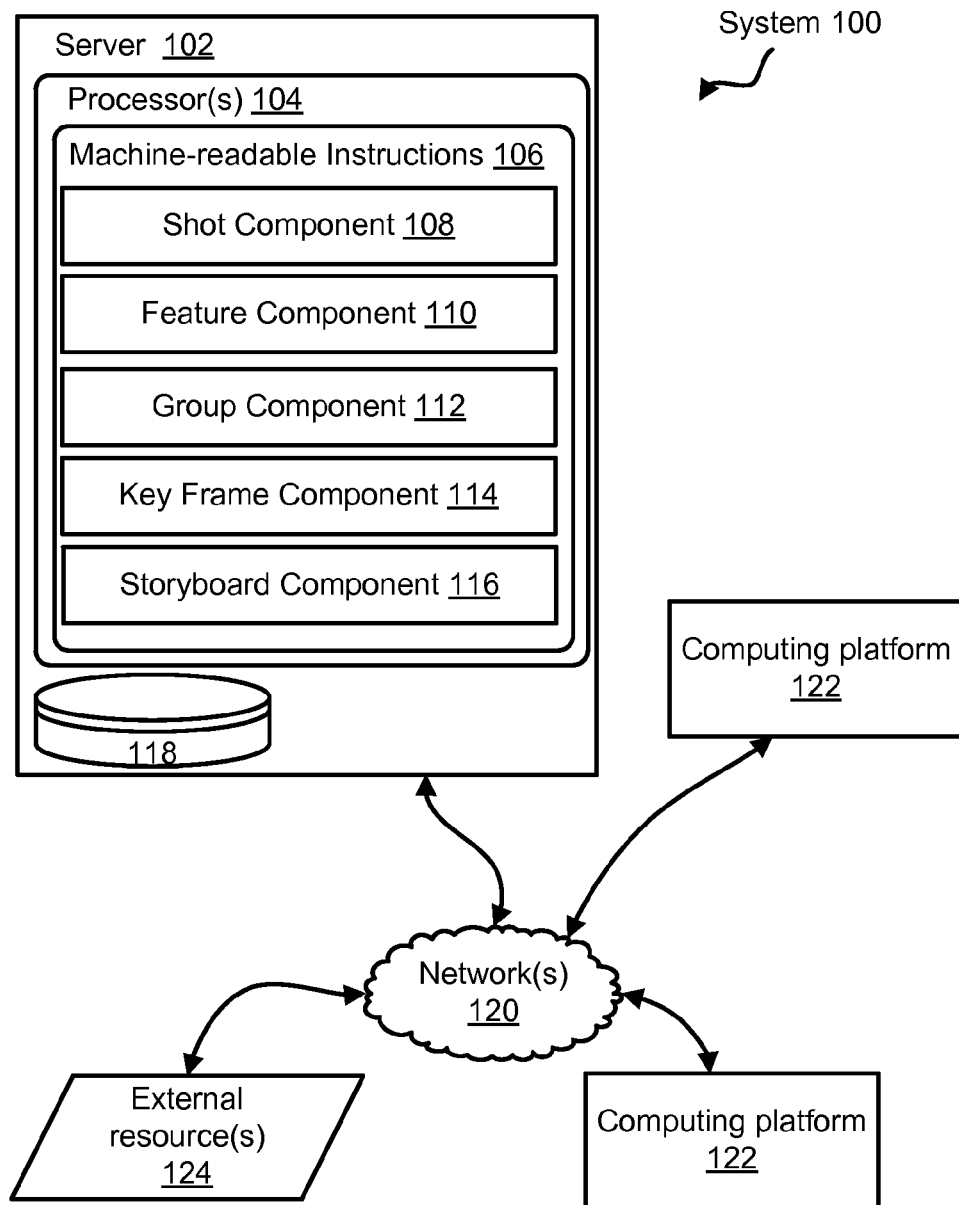 System 100
Server 102
Processor(s) 104
Machine-readable Instructions 106
Shot Component 108
Feature Component 110
Group Component 112
Key Frame Component 114
Storyboard Component 116
118
Computing platform
122
Network(s)
120
External
resource(s)
124
Computing platform
122